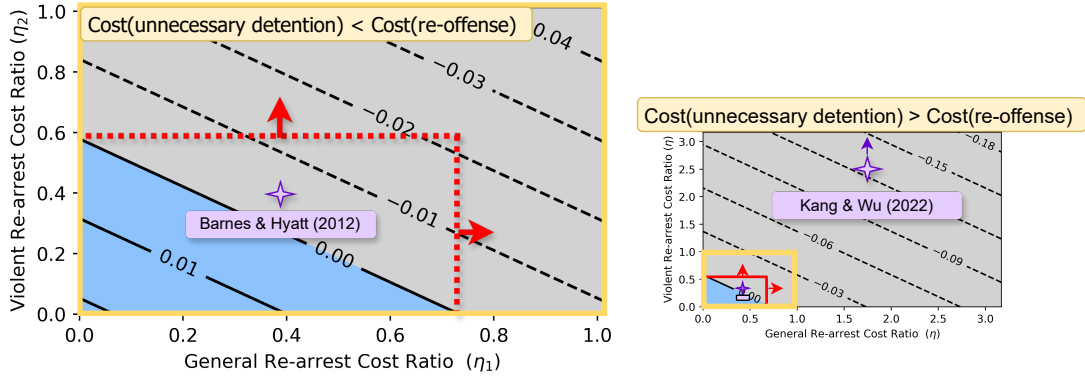 Cost(unnecessary detention) < Cost(re-offense)
Violent Re-arrest Cost Ratio (η₂)
1.0
0.8
0.6
0.4
0.2
0.0
0.04
−0.03
−0.02
−0.01
0.00
0.01
Barnes & Hyatt (2012)
0.0 0.2 0.4 0.6 0.8 1.0
General Re-arrest Cost Ratio (η₁)
Cost(unnecessary detention) > Cost(re-offense)
Violent Re-arrest Cost Ratio (η)
3.0
2.5
2.0
1.5
1.0
0.5
0.0
−0.18
−0.15
Kang & Wu (2022)
−0.09
−0.06
−0.03
.00
0.0 0.5 1.0 1.5 2.0 2.5 3.0
General Re-arrest Cost Ratio (η)